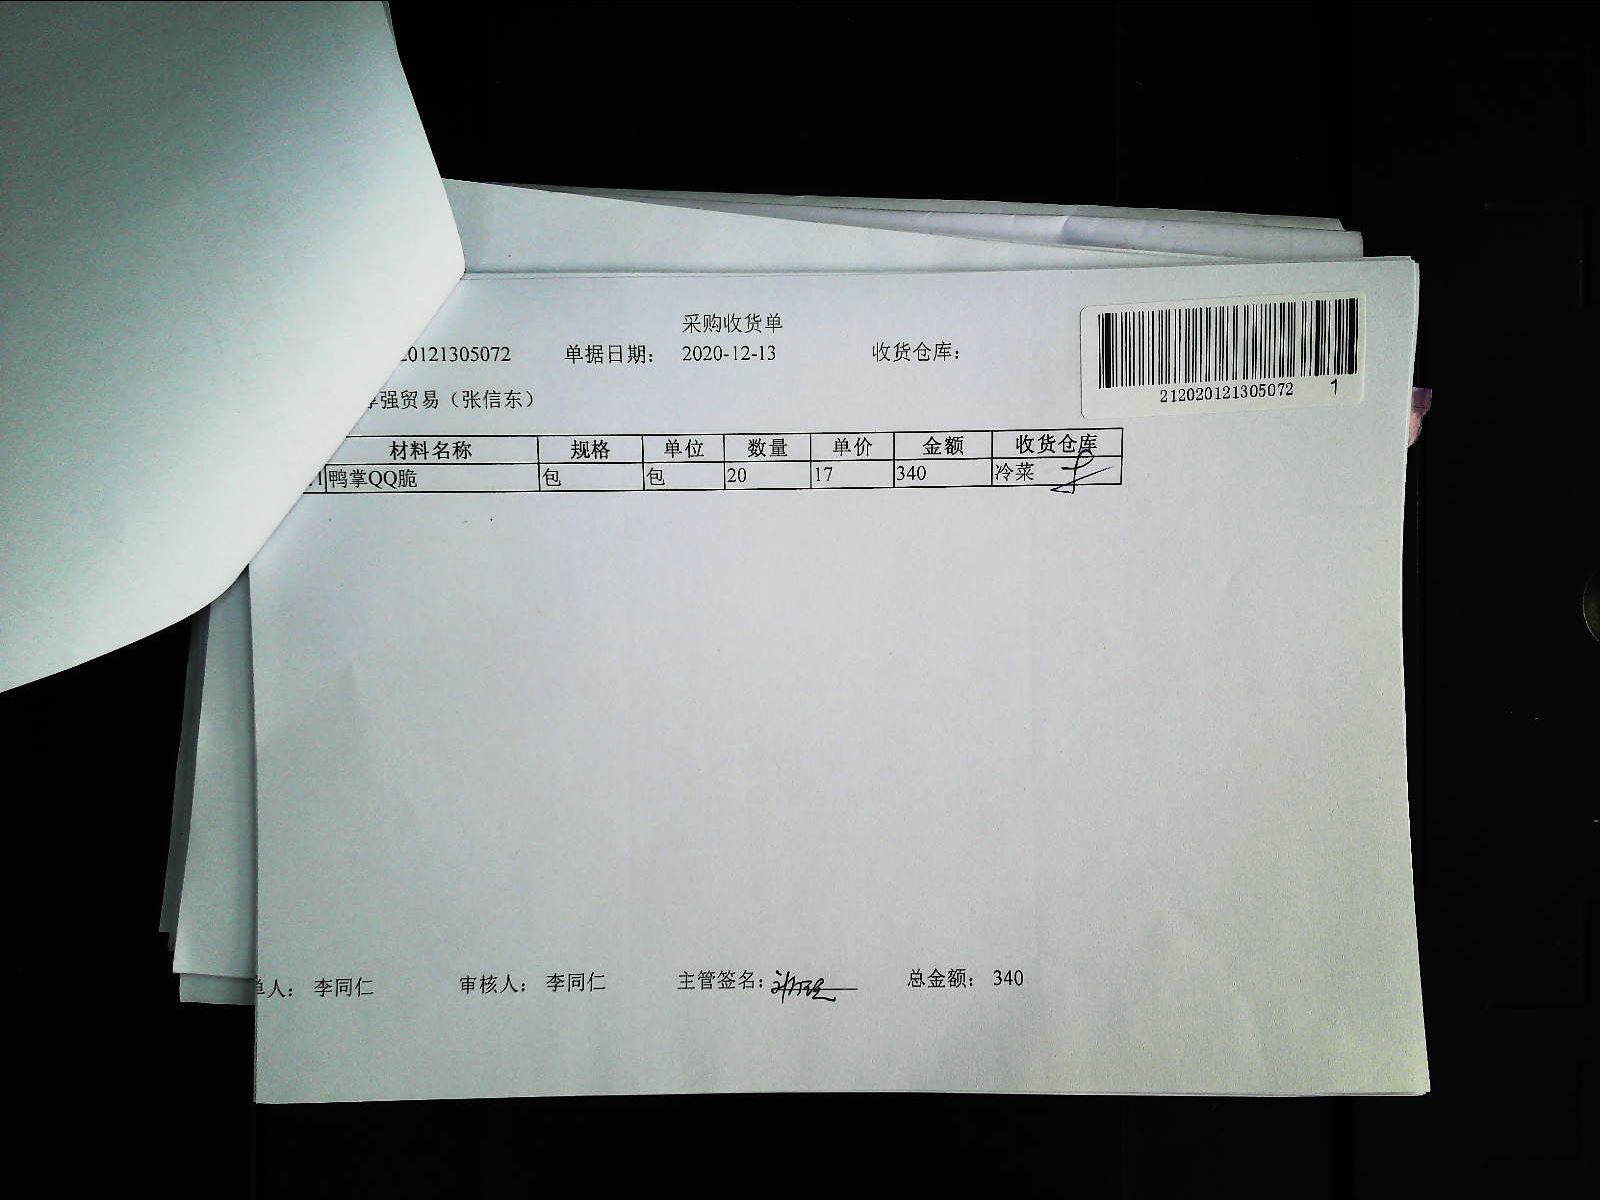 采购收货单
20121305072 单据日期： 2020-12-13 收货仓库：
强贸易（张信东）
材料名称 规格 单位 数量 单价 金额 收货仓库
1 鸭掌QQ脆 包 包 20 17 340 冷菜
212020121305072 1
单人： 李同仁 审核人： 李同仁 主管签名： 总金额： 340